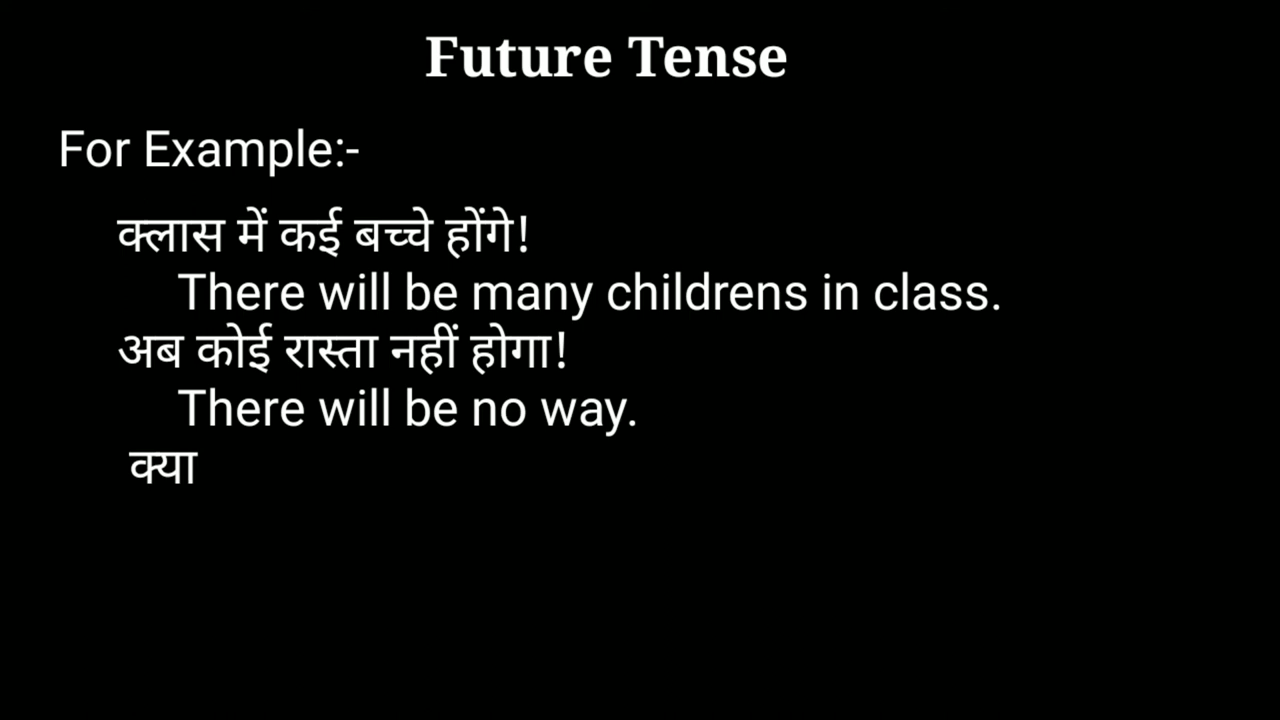 Future Tense
For Example:-
क्लास में कई बच्चे होंगे!
There will be many childrens in class.
अब कोई रास्ता नहीं होगा!
There will be no way.
क्या